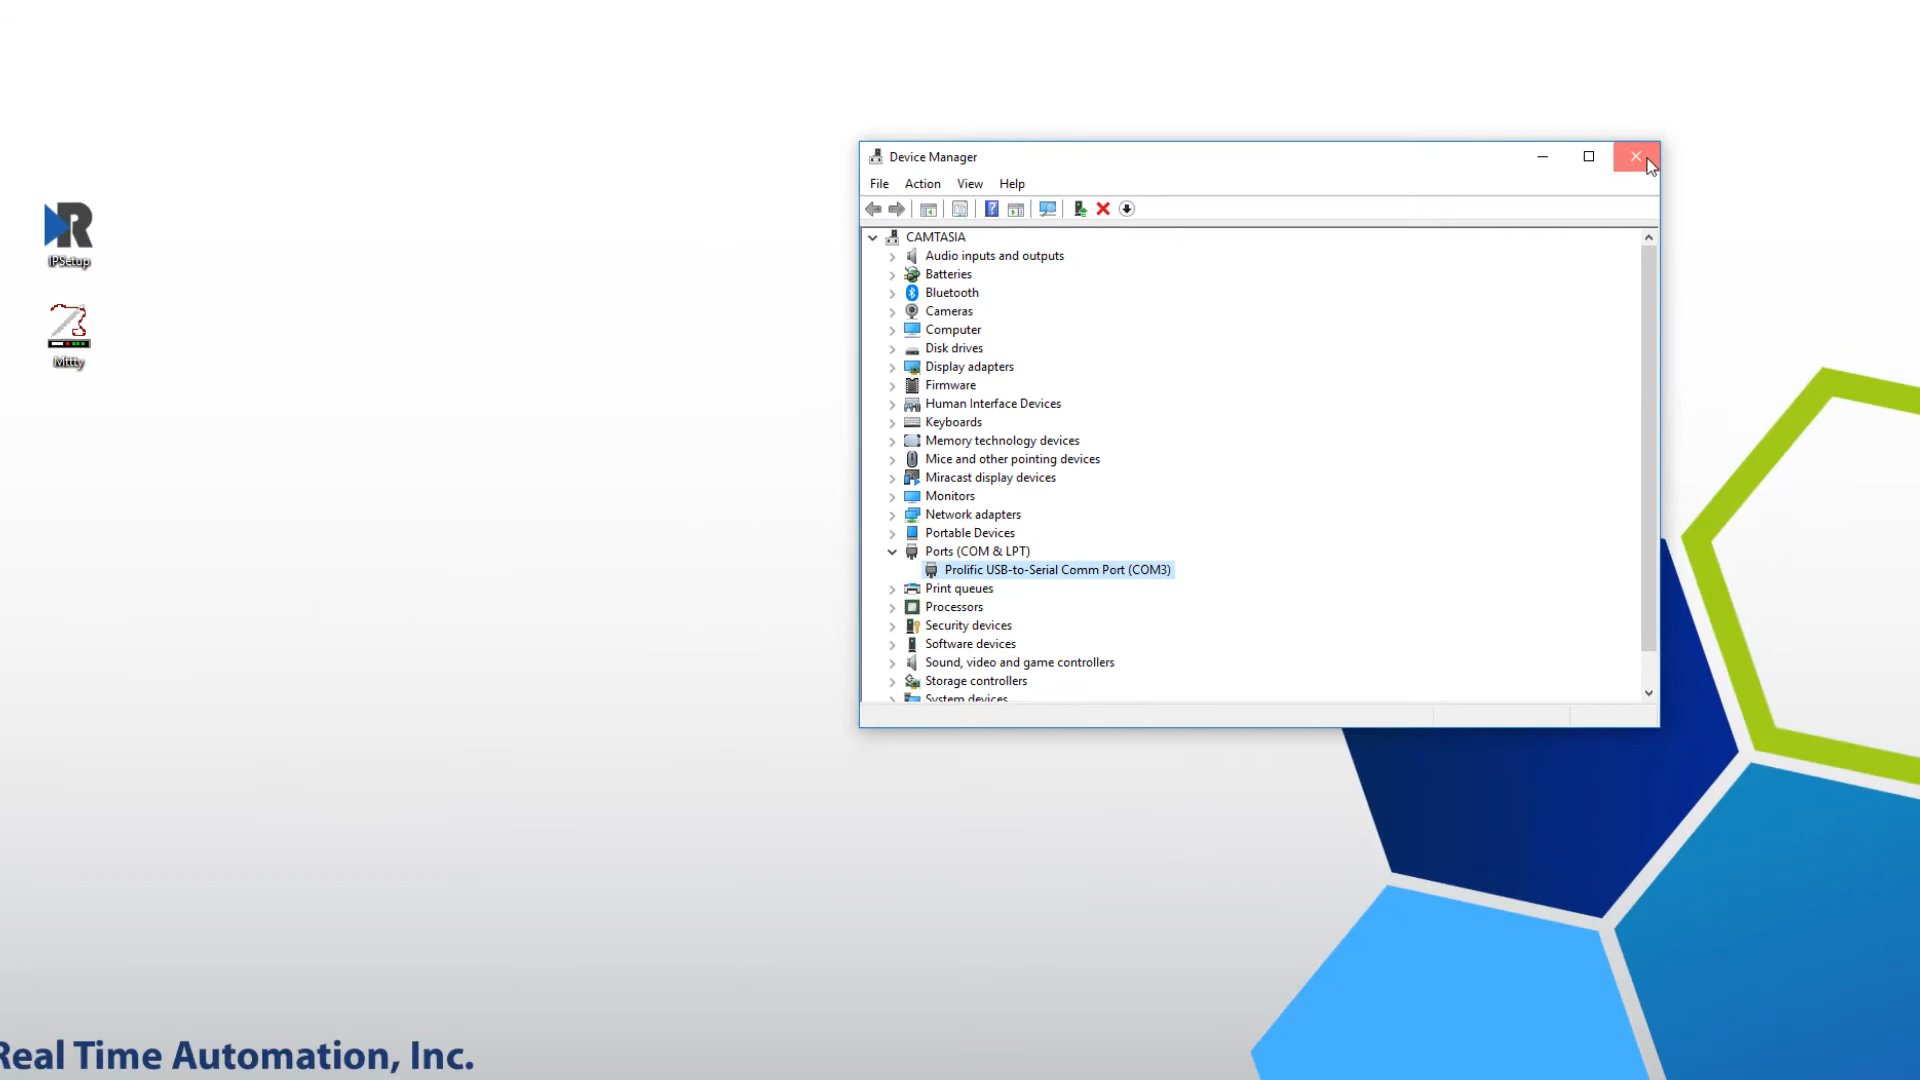 IPSetup
Mttty
Device Manager
File Action View Help
CAMTASIA
Audio inputs and outputs
Batteries
Bluetooth
Cameras
Computer
Disk drives
Display adapters
Firmware
Human Interface Devices
Keyboards
Memory technology devices
Mice and other pointing devices
Miracast display devices
Monitors
Network adapters
Portable Devices
Ports (COM & LPT)
Prolific USB-to-Serial Comm Port (COM3)
Print queues
Processors
Security devices
Software devices
Sound, video and game controllers
Storage controllers
System devices
Real Time Automation, Inc.